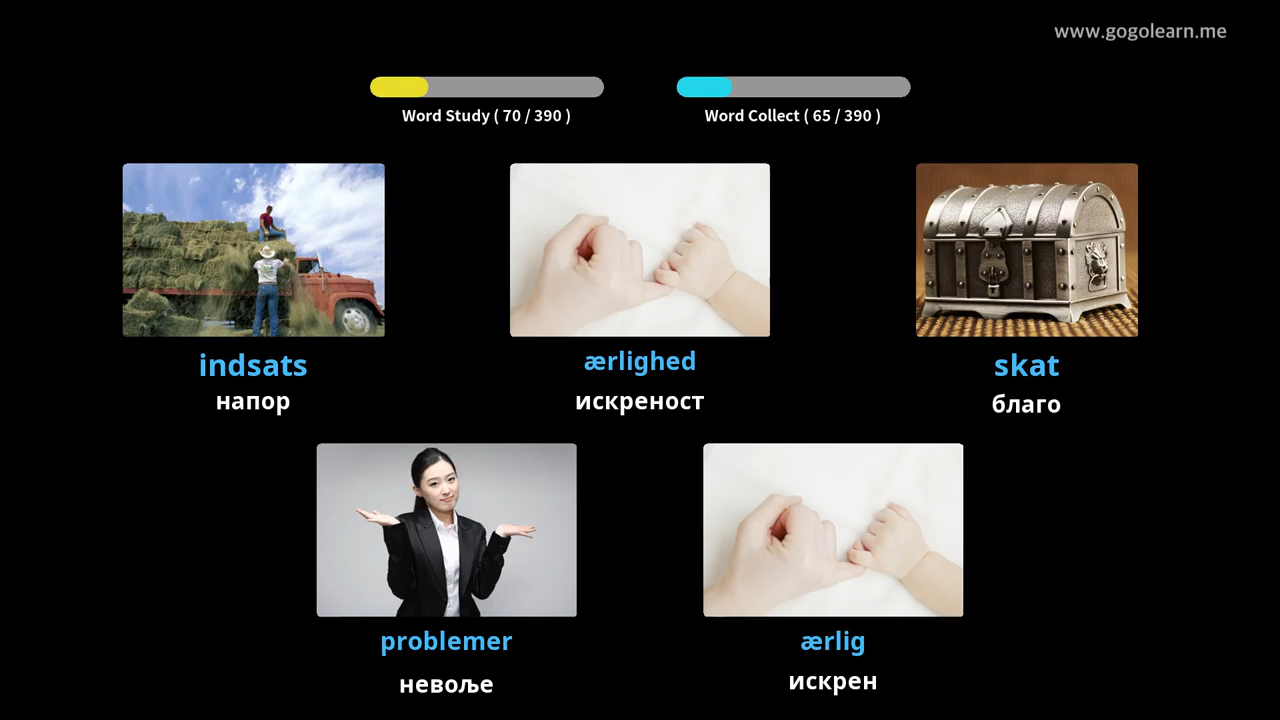 www.gogolearn.me
Word Study ( 70 / 390 )
Word Collect ( 65 / 390 )
indsats
напор
ærlighed
искреност
skat
благо
problemer
невоље
ærlig
искрен